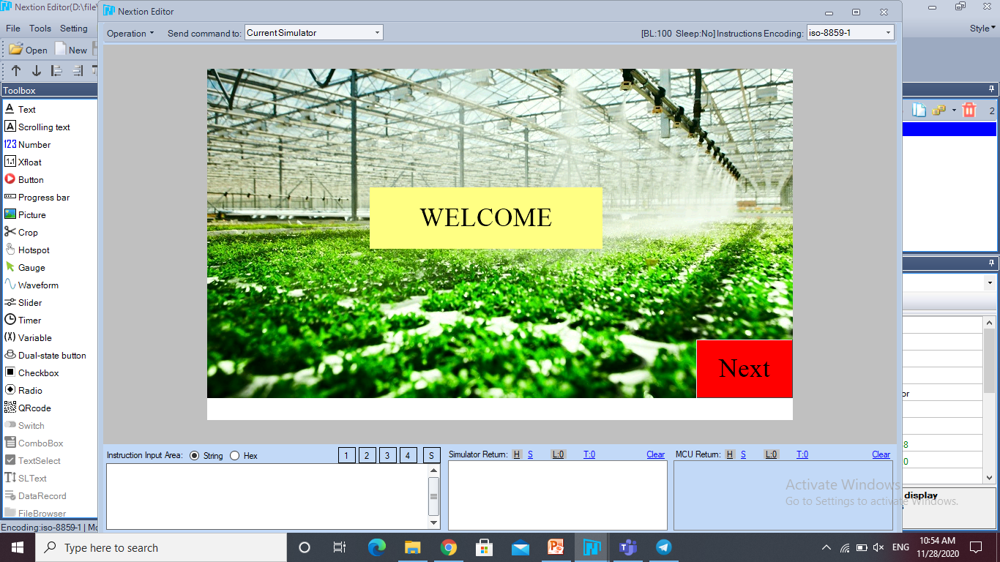 Nextion Editor(D:\file\
Nextion Editor
File Tools Setting
Operation
Send command to: Current Simulator
[BL:100 Sleep:No] Instructions Encoding: iso-8859-1
Style
Open New
Toolbox
2
A Text
A Scrolling text
123 Number
1.1 Xfloat
Button
Progress bar
Picture
Crop
Hotspot
Gauge
Waveform
Slider
Timer
(X) Variable
Dual-state button
Checkbox
Radio
QRcode
Switch
ComboBox
TextSelect
SLText
DataRecord
FileBrowser
Encoding:iso-8859-1 | Mo
WELCOME
Next
or
8
0
Instruction Input Area: String Hex 1 2 3 4 S
Simulator Return: H S L:0 T:0 Clear
MCU Return: H S L:0 T:0 Clear
display
Activate Windows
Go to Settings to activate Windows.
Type here to search
ENG
10:54 AM
11/28/2020